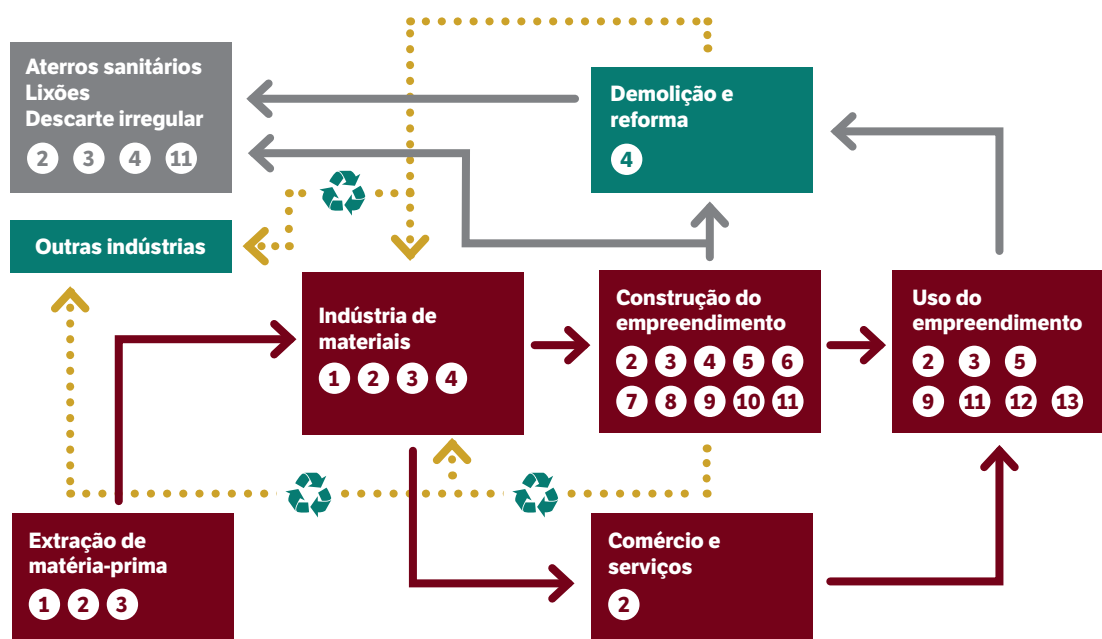 Aterros sanitários
Lixões
Descarte irregular
2 3 4 11
Demolição e
reforma
4
Outras indústrias
Indústria de
materiais
1 2 3 4
Construção do
empreendimento
2 3 4 5 6
7 8 9 10 11
Uso do
empreendimento
2 3 5
9 11 12 13
Extração de
matéria-prima
1 2 3
Comércio e
serviços
2